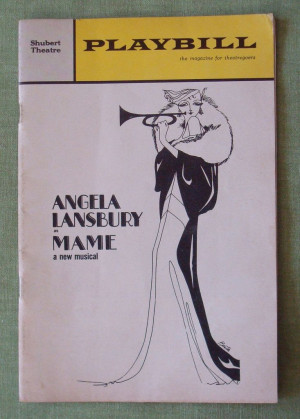 Shubert
Theatre
PLAYBILL
the magazine for theatregoers
ANGELA
LANSBURY
in
MAME
a new musical